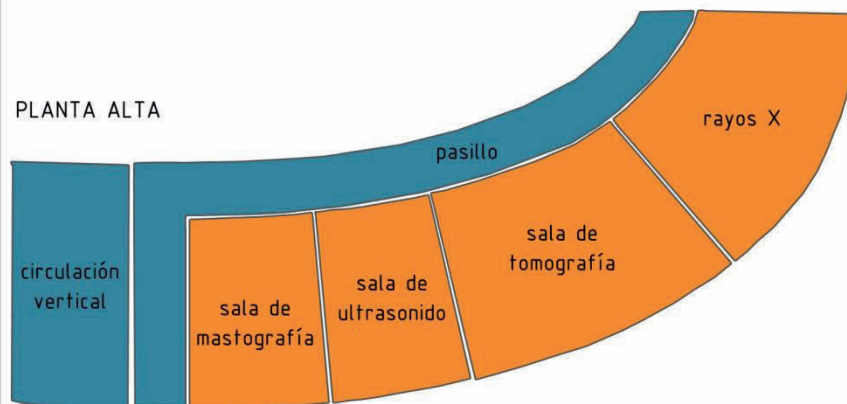 PLANTA ALTA
rayos X
pasillo
sala de
tomografía
circulación
vertical
sala de
ultrasonido
sala de
mastografía